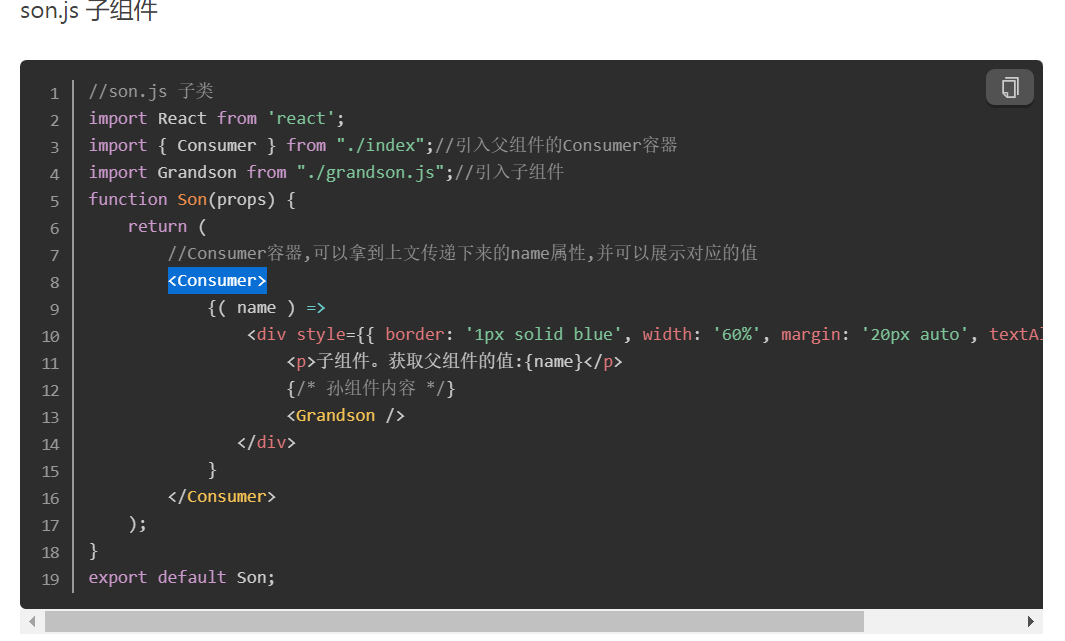 son.js 子组件
1 //son.js 子类
2 import React from 'react';
3 import { Consumer } from "./index";//引入父组件的Consumer容器
4 import Grandson from "./grandson.js";//引入子组件
5 function Son(props) {
6     return (
7         //Consumer容器,可以拿到上文传递下来的name属性,并可以展示对应的值
8         <Consumer>
9             {( name ) =>
10                 <div style={{ border: '1px solid blue', width: '60%', margin: '20px auto',
11                     <p>子组件。获取父组件的值:{name}</p>
12                     {/* 孙组件内容 */}
13                     <Grandson />
14                </div>
15             }
16         </Consumer>
17     );
18 }
19 export default Son;